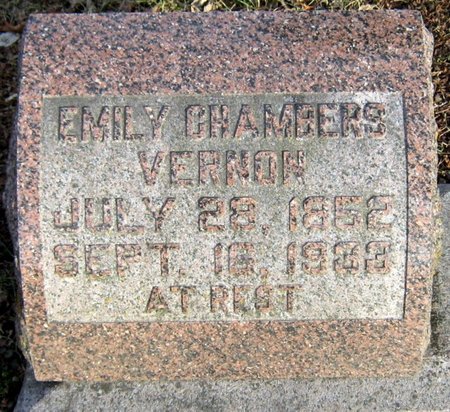 EMILY CHAMBERS
VERNON
JULY 28, 1852
SEPT. 16, 1933
AT REST